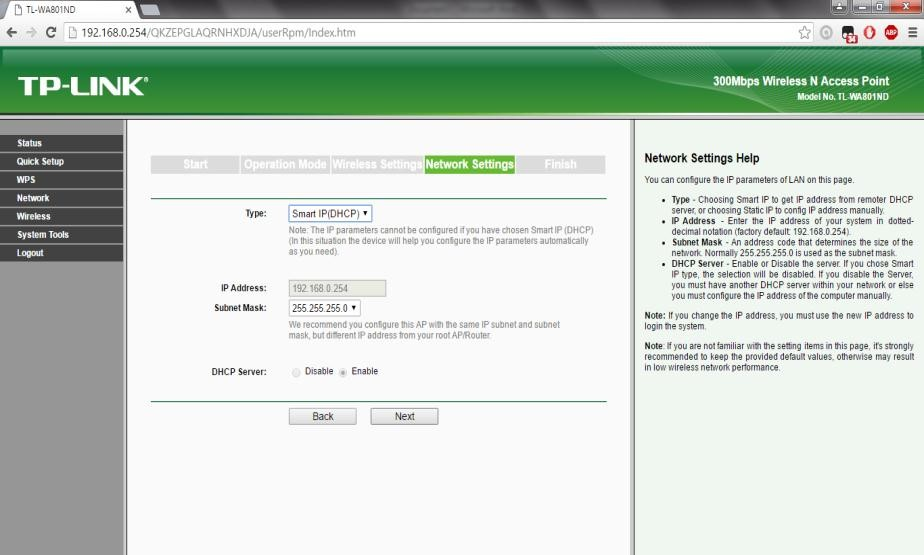 TL-WA801ND
192.168.0.254/QKZEPGLAQRNHXDJA/userRpm/Index.htm
ABP
TP-LINK®
300Mbps Wireless N Access Point
Model No. TL-WA801ND
Status
Quick Setup
WPS
Network
Wireless
System Tools
Logout
Start Operation Mode Wireless Settings Network Settings Finish
Type: Smart IP(DHCP)
Note: The IP parameters cannot be configured if you have chosen Smart IP (DHCP)
(In this situation the device will help you configure the IP parameters automatically
as you need).
IP Address: 192.168.0.254
Subnet Mask: 255.255.255.0
We recommend you configure this AP with the same IP subnet and subnet
mask, but different IP address from your root AP/Router.
DHCP Server: Disable Enable
Back Next
Network Settings Help
You can configure the IP parameters of LAN on this page.
• Type - Choosing Smart IP to get IP address from remoter DHCP
server, or choosing Static IP to config IP address manually.
• IP Address - Enter the IP address of your system in dotted-
decimal notation (factory default: 192.168.0.254).
• Subnet Mask - An address code that determines the size of the
network. Normally 255.255.255.0 is used as the subnet mask.
• DHCP Server - Enable or Disable the server. If you chose Smart
IP type, the selection will be disabled. If you disable the Server,
you must have another DHCP server within your network or else
you must configure the IP address of the computer manually.
Note: If you change the IP address, you must use the new IP address to
login the system.
Note: If you are not familiar with the setting items in this page, it's strongly
recommended to keep the provided default values, otherwise may result
in low wireless network performance.